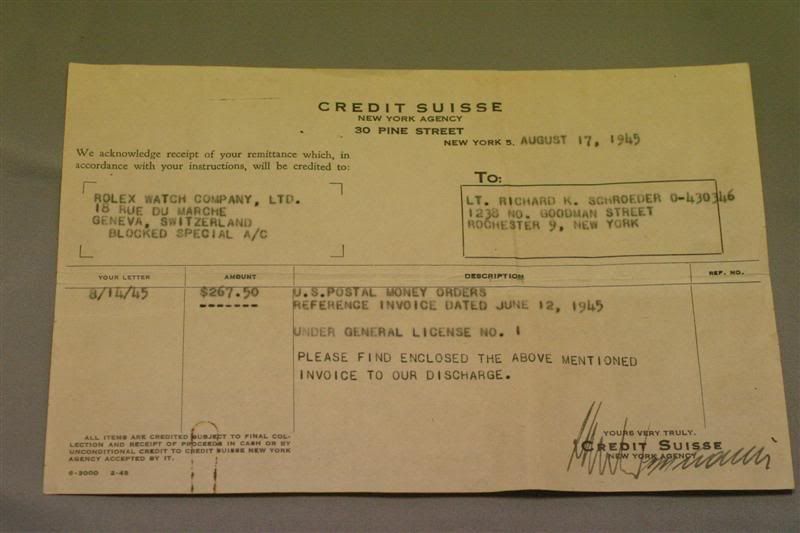 CREDIT SUISSE
NEW YORK AGENCY
30 PINE STREET
NEW YORK 5, AUGUST 17, 1945
We acknowledge receipt of your remittance which, in
accordance with your instructions, will be credited to:
ROLEX WATCH COMPANY, LTD.
18 RUE DU MARCHE
GENEVA, SWITZERLAND
BLOCKED SPECIAL A/C
To:
LT. RICHARD K. SCHROEDER O-430346
1238 NO. GOODMAN STREET
ROCHESTER 9, NEW YORK
YOUR LETTER AMOUNT DESCRIPTION REF. NO.
8/14/45 $267.50 U.S.POSTAL MONEY ORDERS
------- REFERENCE INVOICE DATED JUNE 12, 1945
UNDER GENERAL LICENSE NO. 1
PLEASE FIND ENCLOSED THE ABOVE MENTIONED
INVOICE TO OUR DISCHARGE.
ALL ITEMS ARE CREDITED SUBJECT TO FINAL COL-
LECTION AND RECEIPT OF PROCEEDS IN CASH OR BY
UNCONDITIONAL CREDIT TO CREDIT SUISSE NEW YORK
AGENCY ACCEPTED BY IT.
6-3000 2-45
YOURS VERY TRULY,
CREDIT SUISSE
NEW YORK AGENCY